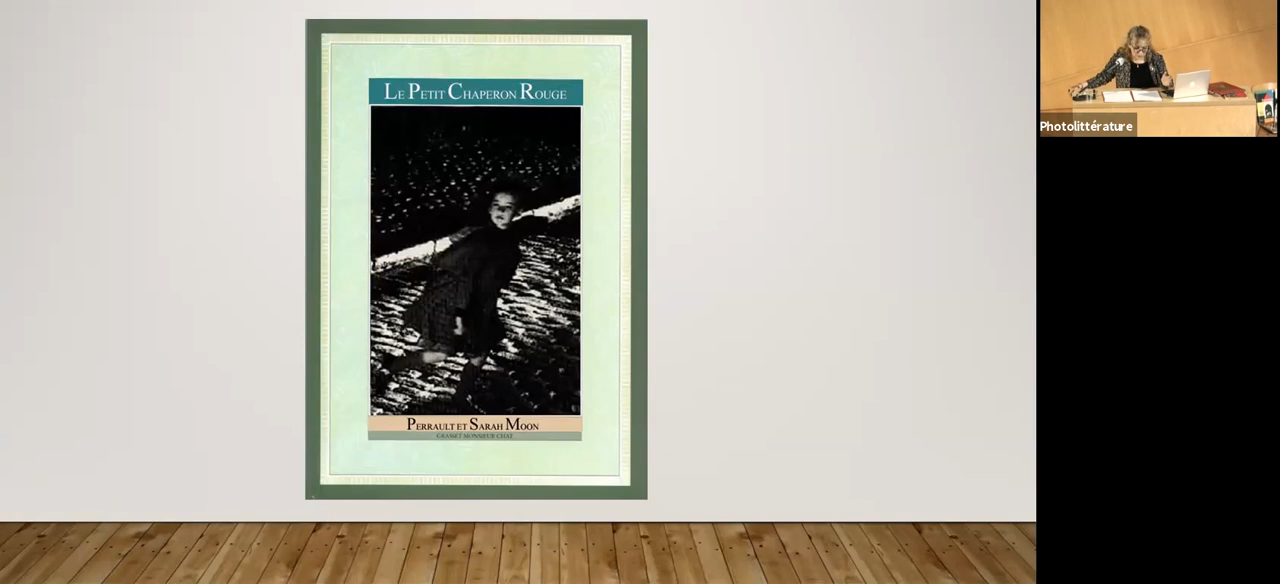 LE PETIT CHAPERON ROUGE
PERRAULT ET SARAH MOON
GRASSET MONSIEUR CHAT
Photolittérature